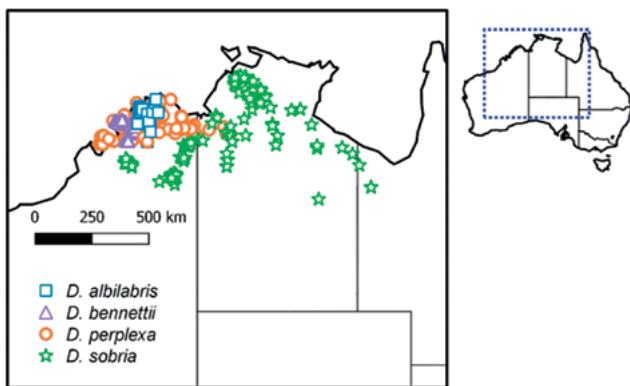 0 250 500 km
D. albilabris
D. bennettii
D. perplexa
D. sobria